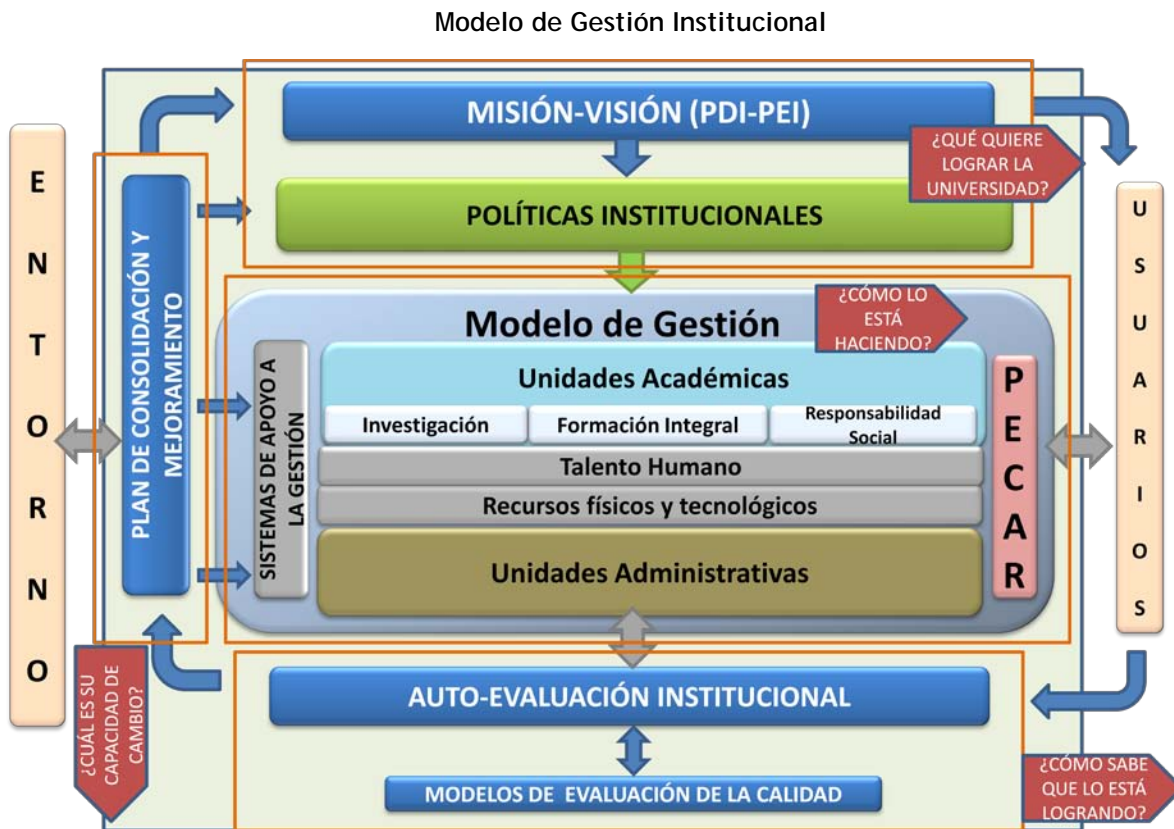 Modelo de Gestión Institucional
MISIÓN-VISIÓN (PDI-PEI)
¿QUÉ QUIERE
LOGRAR LA
UNIVERSIDAD?
POLÍTICAS INSTITUCIONALES
ENTORNO
PLAN DE CONSOLIDACIÓN Y
MEJORAMIENTO
USUARIOS
Modelo de Gestión
¿CÓMO LO
ESTÁ
HACIENDO?
SISTEMAS DE APOYO A
LA GESTIÓN
Unidades Académicas
Investigación
Formación Integral
Responsabilidad
Social
Talento Humano
Recursos físicos y tecnológicos
Unidades Administrativas
PECAR
¿CUÁL ES SU
CAPACIDAD DE
CAMBIO?
AUTO-EVALUACIÓN INSTITUCIONAL
MODELOS DE EVALUACIÓN DE LA CALIDAD
¿CÓMO SABE
QUE LO ESTÁ
LOGRANDO?